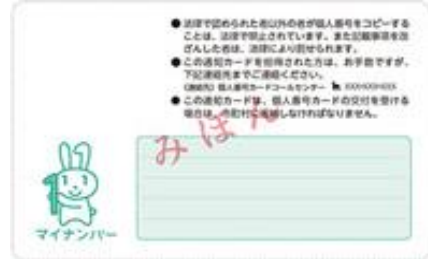 ● 法律で認められた者以外の者が個人番号をコピーする
ことは、法律で禁止されています。また記載事項を改
ざんした者は、法律により罰せられます。
● この通知カードを拾得された方は、お手数ですが、
下記連絡先までご連絡ください。
(連絡先) 個人番号カードコールセンター XXX-XXX-XXX
● この通知カードは、個人番号カードの交付を受ける
場合は、市町村に返納しなければなりません。
みほん
マイナンバー